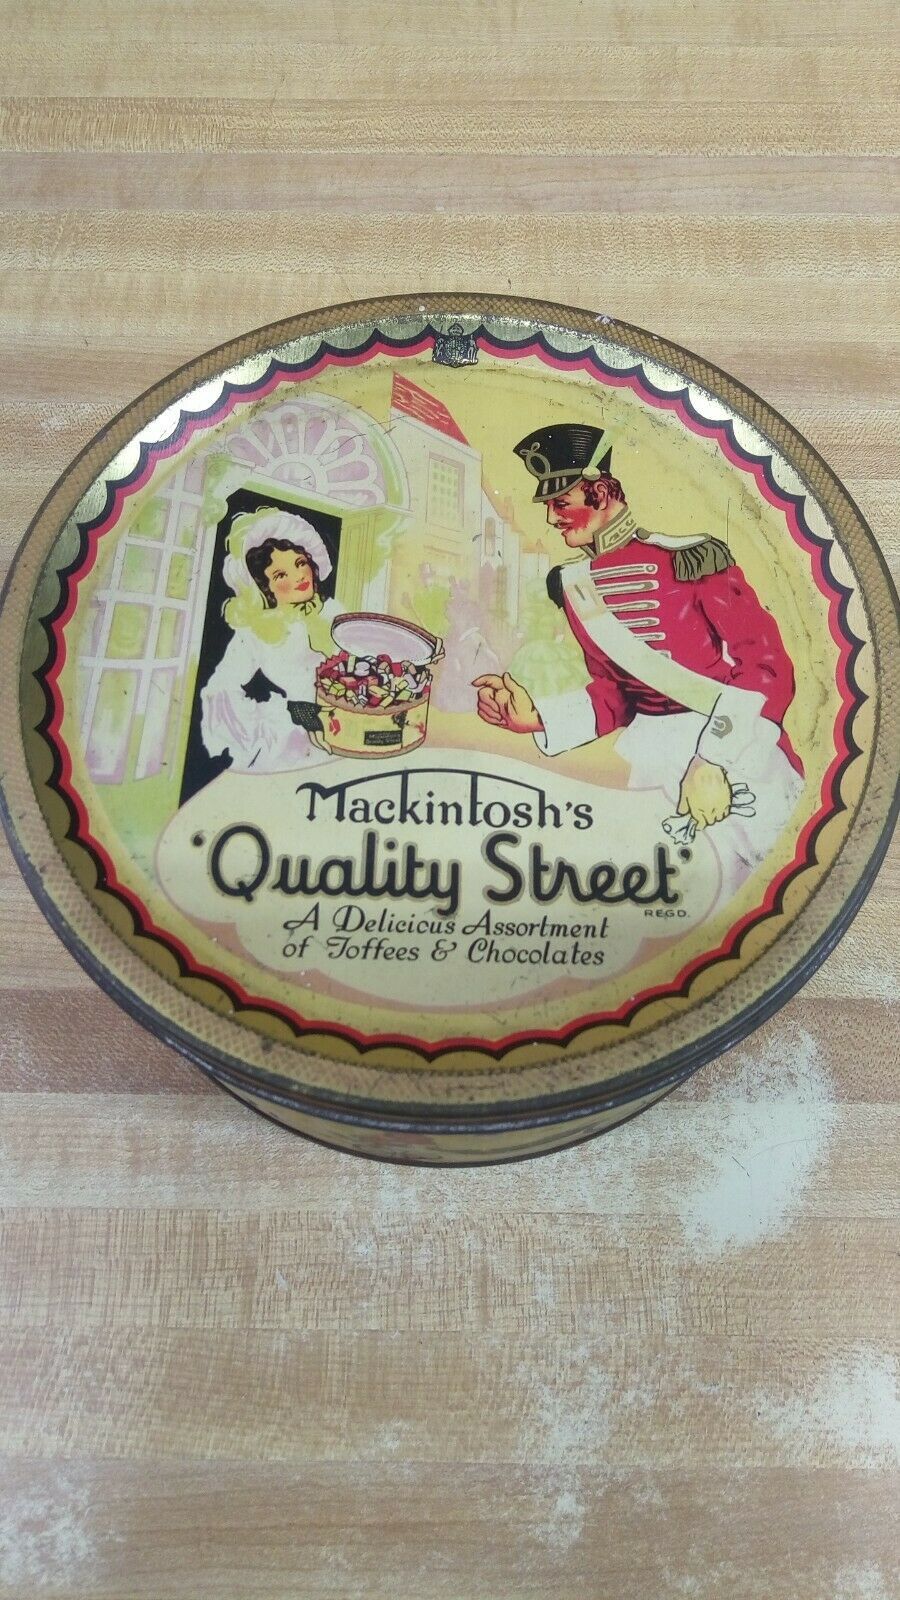 Mackintosh's
'Quality Street'
REGD.
A Delicious Assortment
of Toffees & Chocolates